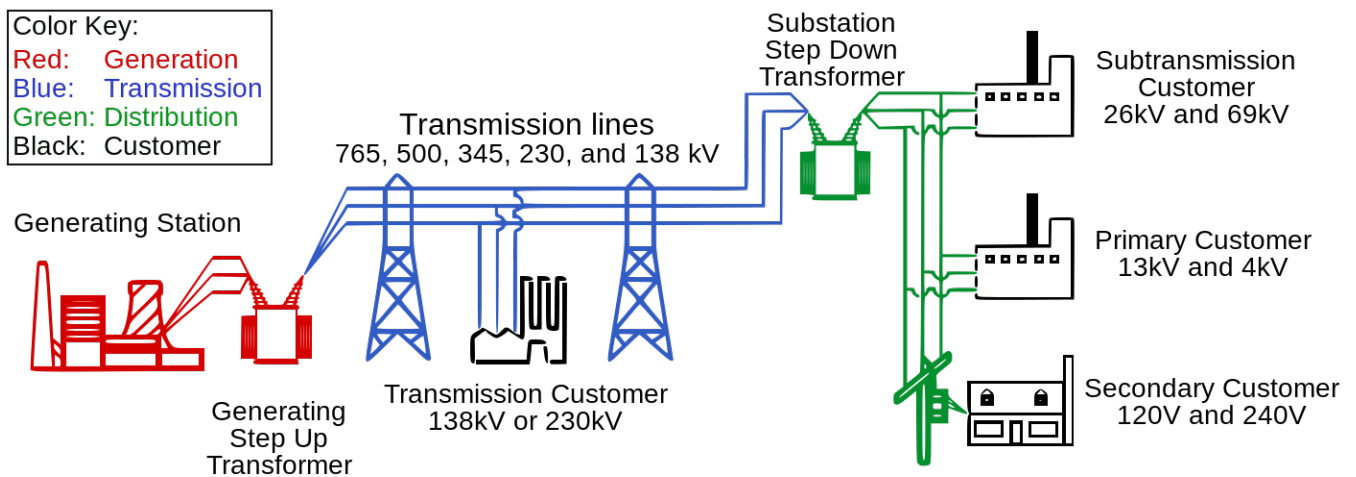 Color Key:
Red: Generation
Blue: Transmission
Green: Distribution
Black: Customer
Generating Station
Generating
Step Up
Transformer
Transmission lines
765, 500, 345, 230, and 138 kV
Transmission Customer
138kV or 230kV
Substation
Step Down
Transformer
Subtransmission
Customer
26kV and 69kV
Primary Customer
13kV and 4kV
Secondary Customer
120V and 240V